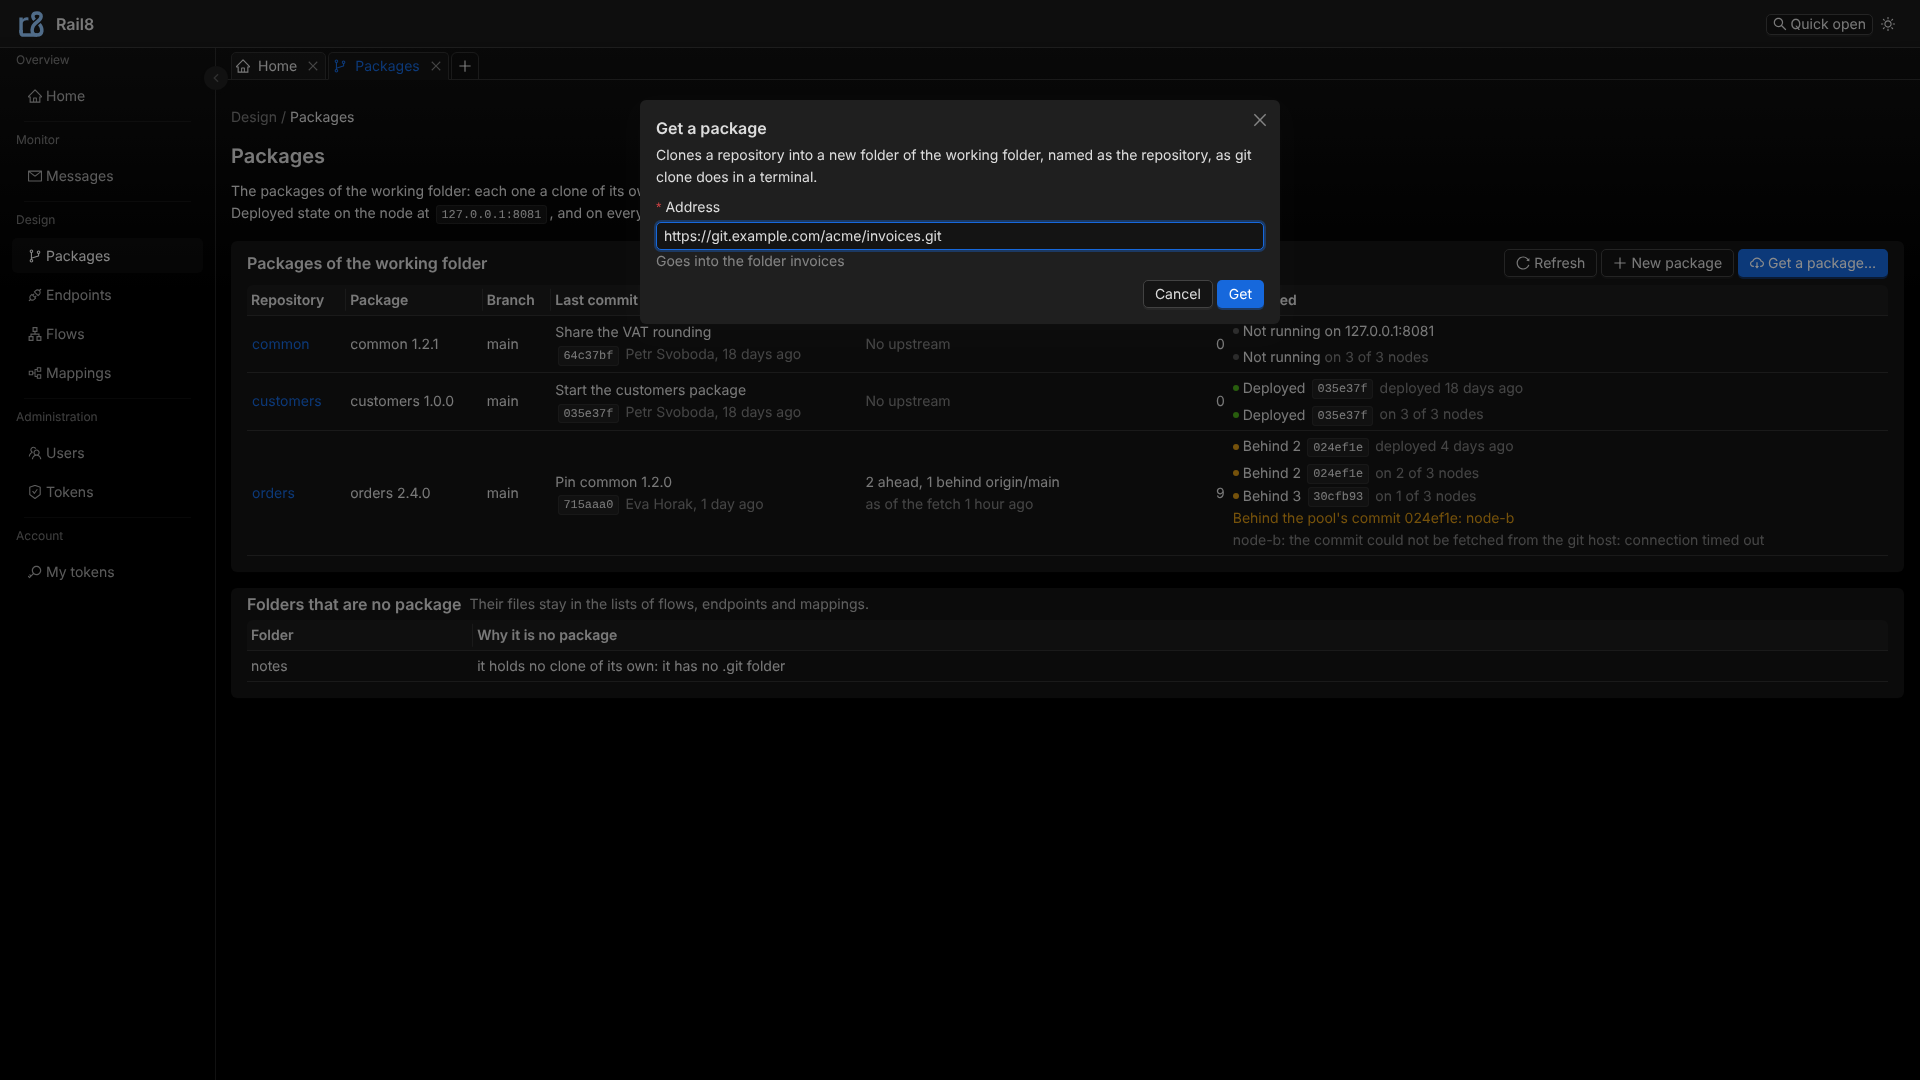 Rail8
Quick open
Overview
Home
Monitor
Messages
Design
Packages
Endpoints
Flows
Mappings
Administration
Users
Tokens
Account
My tokens
Home
Packages
Design / Packages
Packages
The packages of the working folder: each one a clone of its ow
Deployed state on the node at 127.0.0.1:8081 , and on every
Get a package
Clones a repository into a new folder of the working folder, named as the repository, as git
clone does in a terminal.
* Address
https://git.example.com/acme/invoices.git
Goes into the folder invoices
Cancel
Get
Packages of the working folder
Refresh
New package
Get a package...
Repository Package Branch Last commit ed
common common 1.2.1 main Share the VAT rounding
64c37bf Petr Svoboda, 18 days ago
No upstream 0
Not running on 127.0.0.1:8081
Not running on 3 of 3 nodes
customers customers 1.0.0 main Start the customers package
035e37f Petr Svoboda, 18 days ago
No upstream 0
Deployed 035e37f deployed 18 days ago
Deployed 035e37f on 3 of 3 nodes
orders orders 2.4.0 main Pin common 1.2.0
715aaa0 Eva Horak, 1 day ago
2 ahead, 1 behind origin/main
as of the fetch 1 hour ago
9
Behind 2 024ef1e deployed 4 days ago
Behind 2 024ef1e on 2 of 3 nodes
Behind 3 30cfb93 on 1 of 3 nodes
Behind the pool's commit 024ef1e: node-b
node-b: the commit could not be fetched from the git host: connection timed out
Folders that are no package Their files stay in the lists of flows, endpoints and mappings.
Folder Why it is no package
notes it holds no clone of its own: it has no .git folder